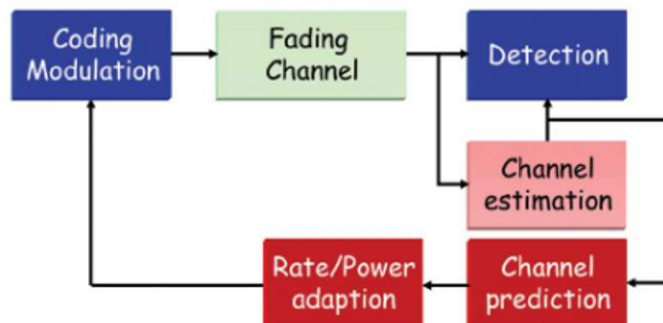 Coding
Modulation
Fading
Channel
Detection
Channel
estimation
Rate/Power
adaption
Channel
prediction